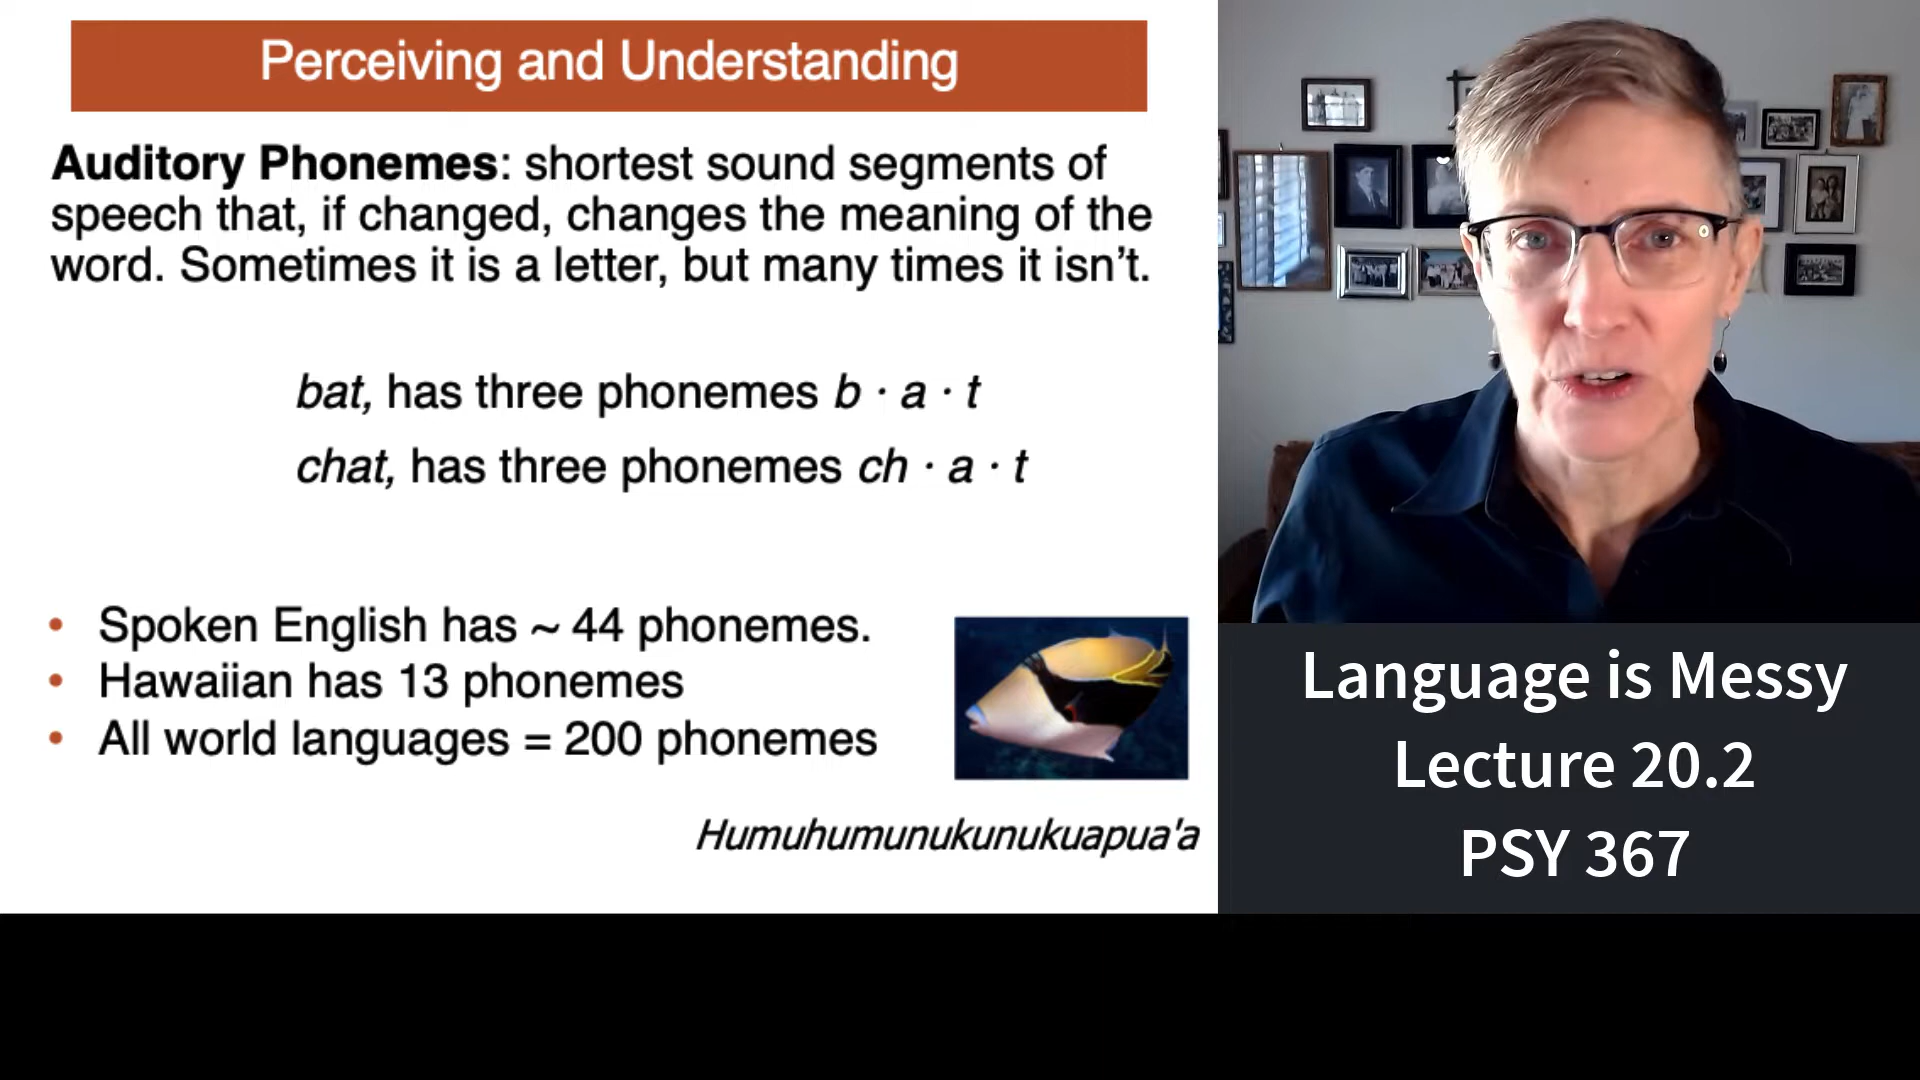 Perceiving and Understanding
Auditory Phonemes: shortest sound segments of
speech that, if changed, changes the meaning of the
word. Sometimes it is a letter, but many times it isn’t.
bat, has three phonemes b · a · t
chat, has three phonemes ch · a · t
• Spoken English has ~ 44 phonemes.
• Hawaiian has 13 phonemes
• All world languages = 200 phonemes
Humuhumunukunukuapua'a
Language is Messy
Lecture 20.2
PSY 367